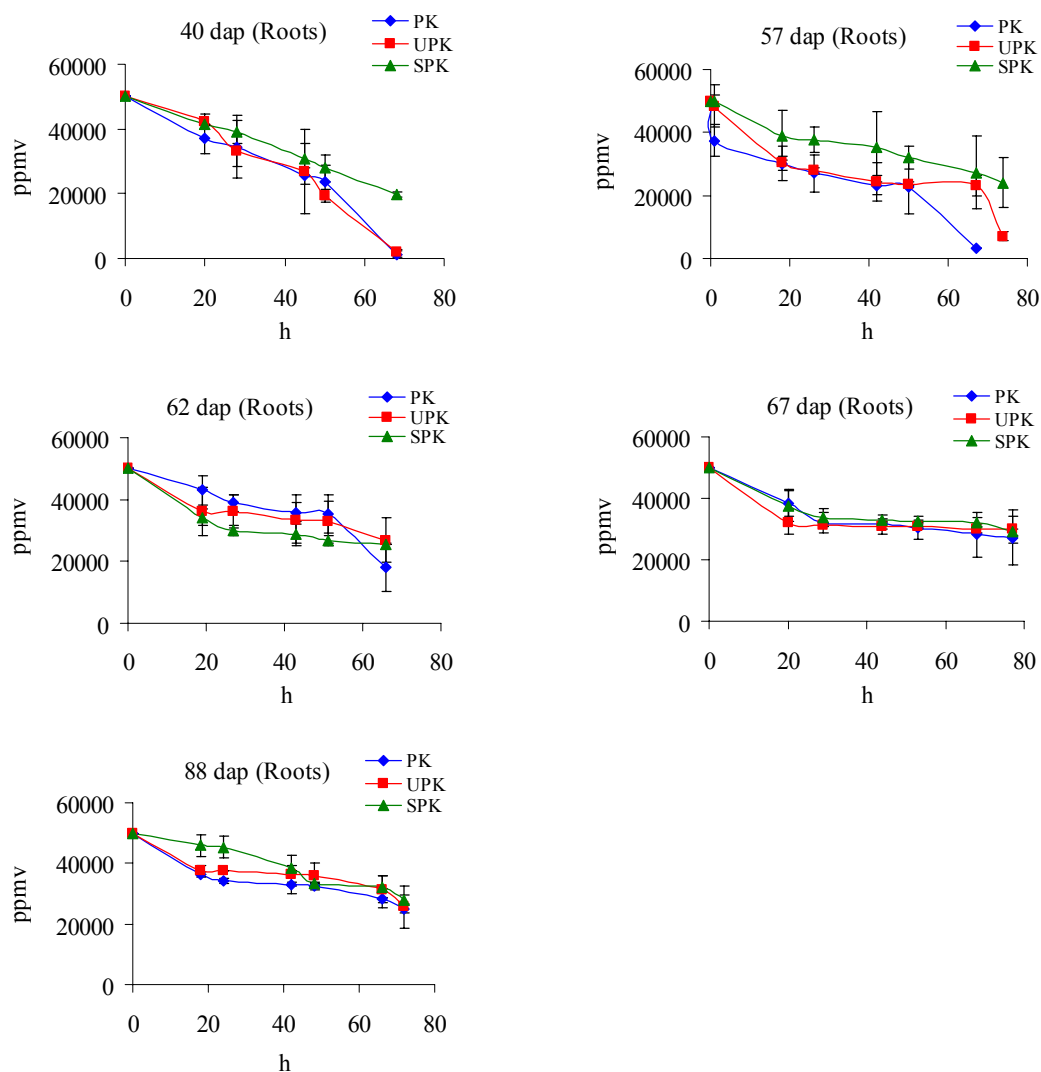 40 dap (Roots)
PK
UPK
SPK
60000
40000
20000
0
ppmv
0 20 40 60 80
h
57 dap (Roots)
PK
UPK
SPK
60000
40000
20000
0
ppmv
0 20 40 60 80
h
62 dap (Roots)
PK
UPK
SPK
60000
40000
20000
0
ppmv
0 20 40 60 80
h
67 dap (Roots)
PK
UPK
SPK
60000
40000
20000
0
ppmv
0 20 40 60 80
h
88 dap (Roots)
PK
UPK
SPK
60000
40000
20000
0
ppmv
0 20 40 60 80
h